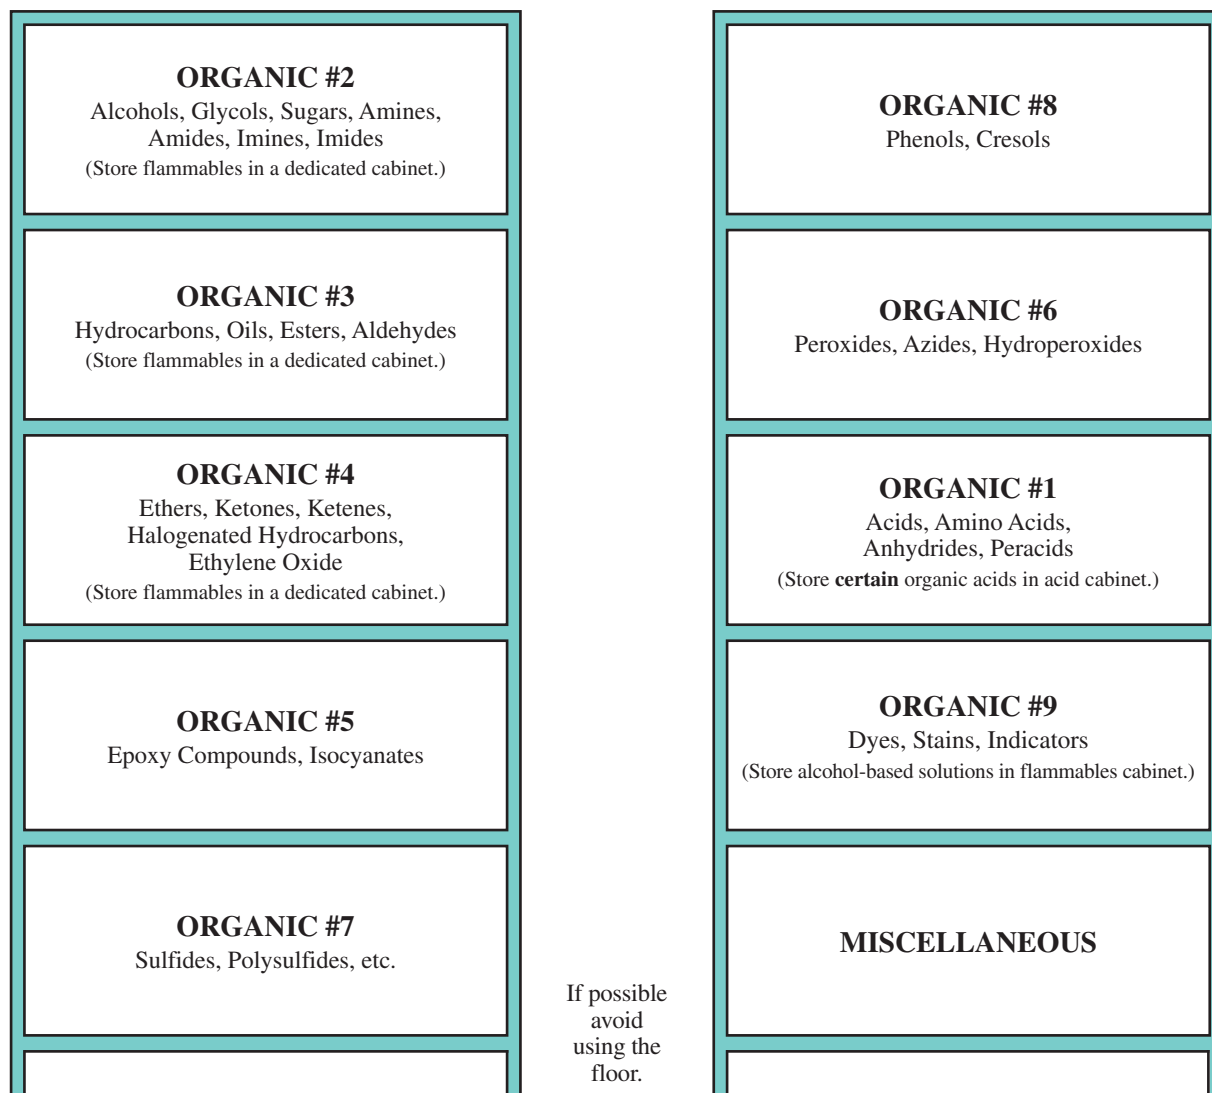 ORGANIC #2
Alcohols, Glycols, Sugars, Amines,
Amides, Imines, Imides
(Store flammables in a dedicated cabinet.)
ORGANIC #3
Hydrocarbons, Oils, Esters, Aldehydes
(Store flammables in a dedicated cabinet.)
ORGANIC #4
Ethers, Ketones, Ketenes,
Halogenated Hydrocarbons,
Ethylene Oxide
(Store flammables in a dedicated cabinet.)
ORGANIC #5
Epoxy Compounds, Isocyanates
ORGANIC #7
Sulfides, Polysulfides, etc.
If possible
avoid
using the
floor.
ORGANIC #8
Phenols, Cresols
ORGANIC #6
Peroxides, Azides, Hydroperoxides
ORGANIC #1
Acids, Amino Acids,
Anhydrides, Peracids
(Store certain organic acids in acid cabinet.)
ORGANIC #9
Dyes, Stains, Indicators
(Store alcohol-based solutions in flammables cabinet.)
MISCELLANEOUS